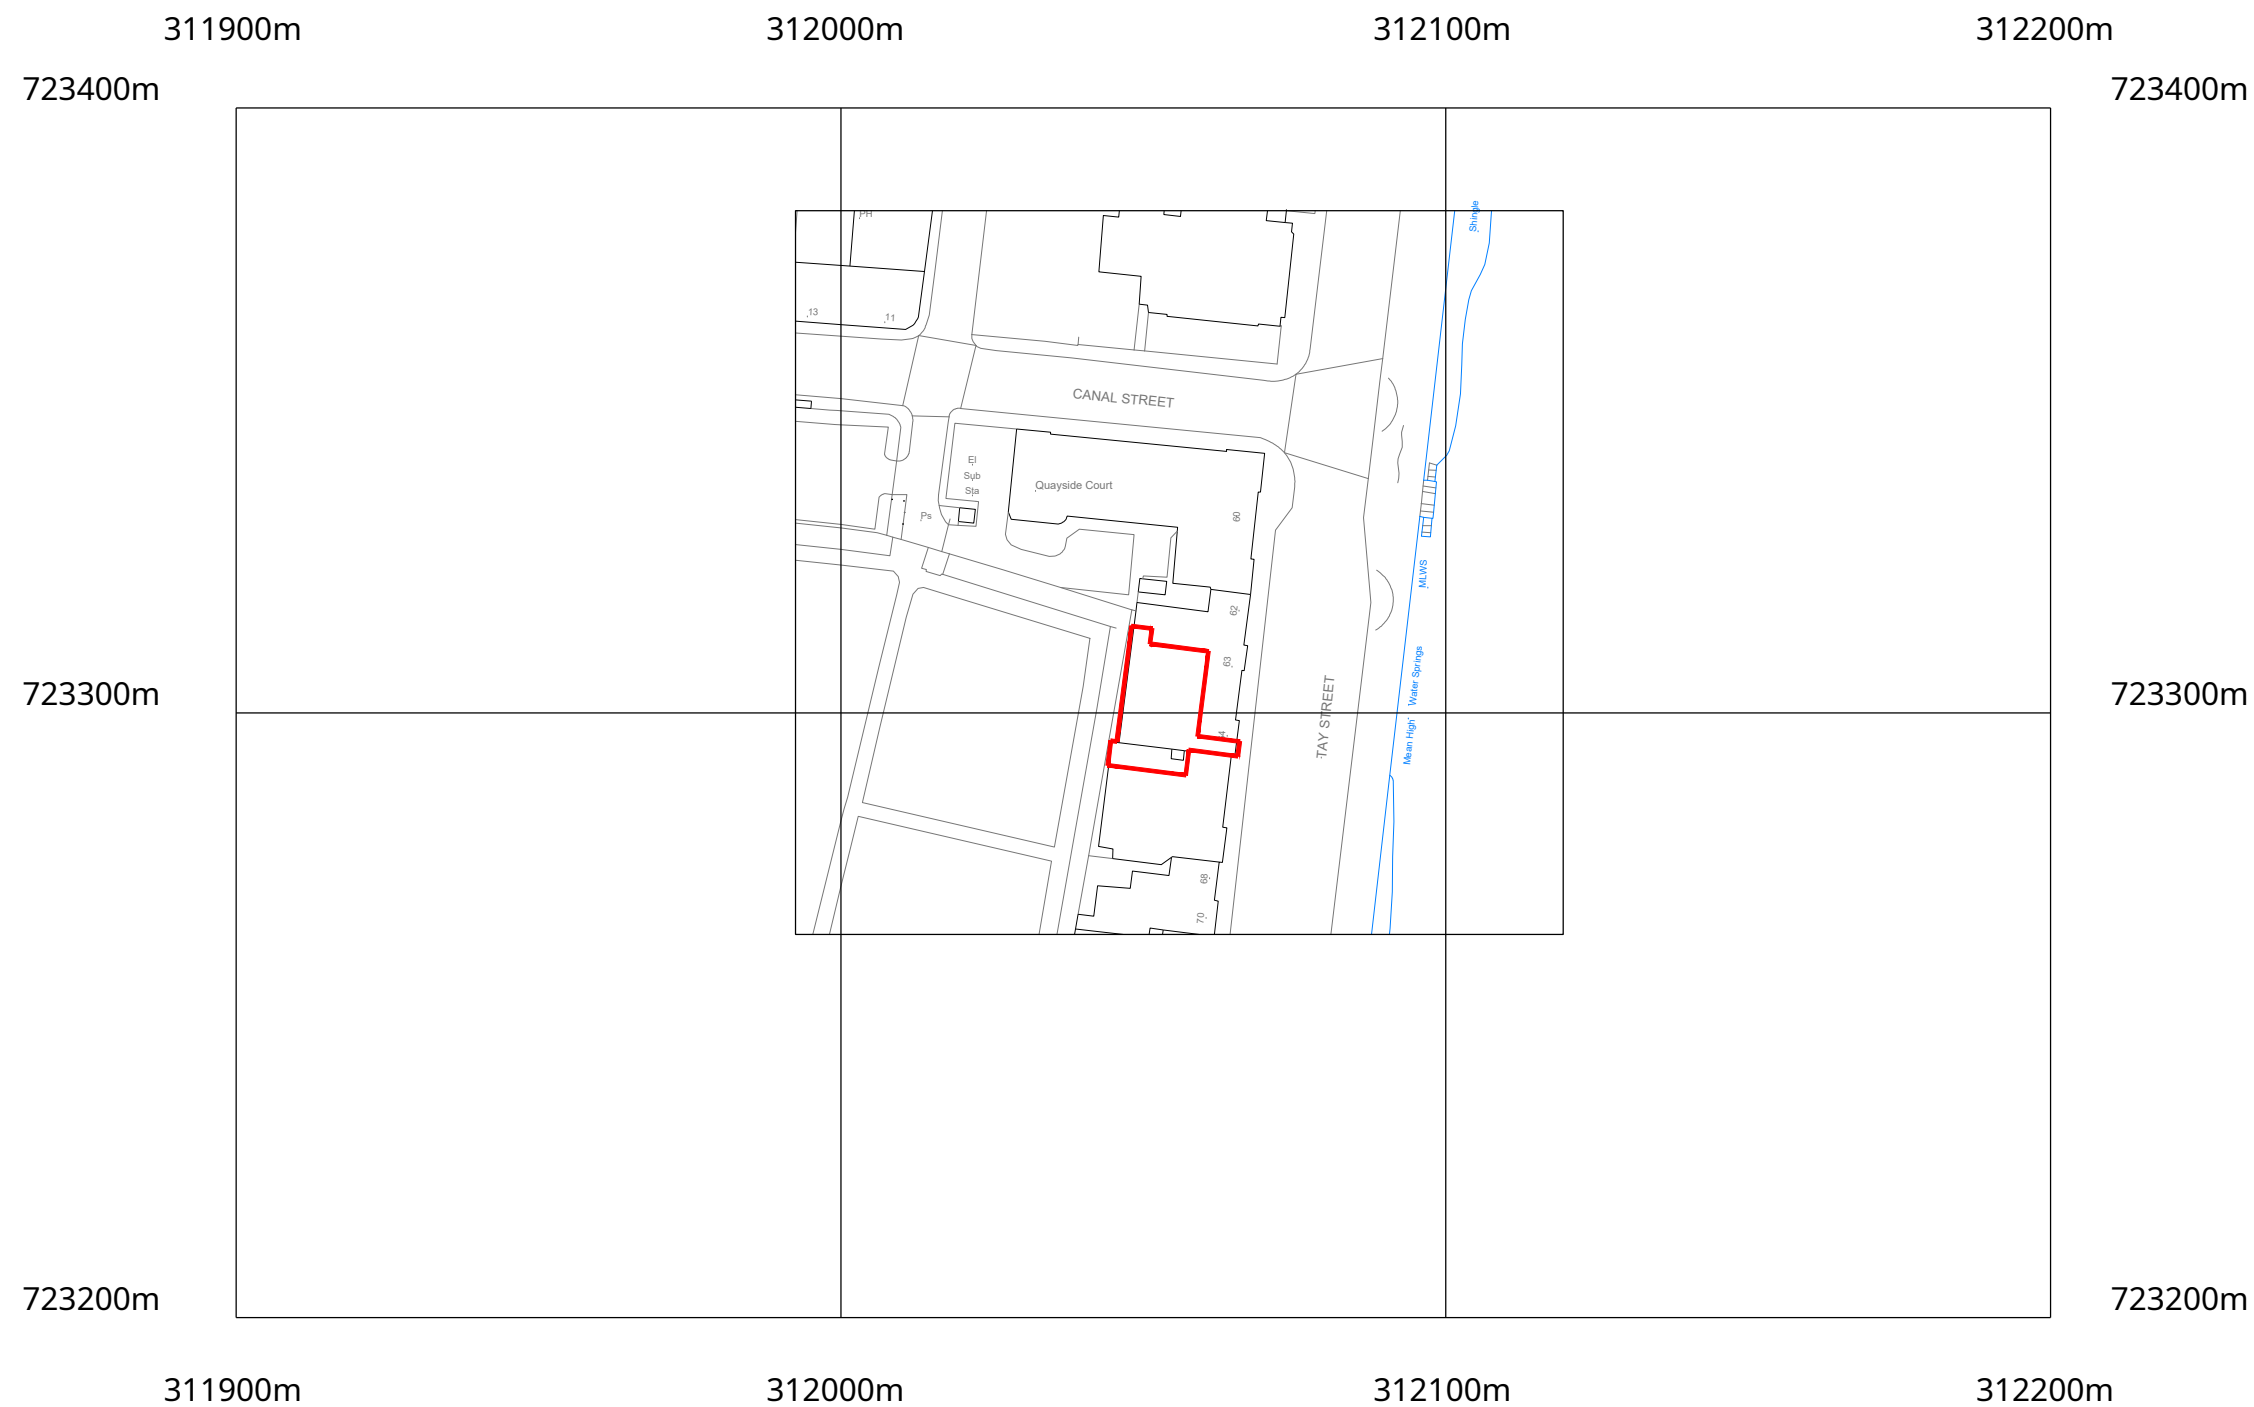 311900m 312000m 312100m 312200m
723400m 723400m
Shingle
PH
13 11
CANAL STREET
El
Sub
Sta
Quayside Court
Ps
60
MLWS
62
63
Mean High Water Springs
TAY STREET
723300m 723300m
68
70
723200m 723200m
311900m 312000m 312100m 312200m